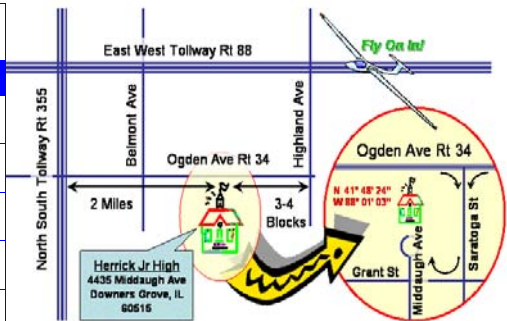 East West Tollway Rt 88
Fly On In!
North South Tollway Rt 355
Belmont Ave
Highland Ave
Ogden Ave Rt 34
2 Miles
3-4
Blocks
Herrick Jr High
4435 Middaugh Ave
Downers Grove, IL
60515
Ogden Ave Rt 34
N 41° 48' 24"
W 88° 01' 03"
Middaugh Ave
Saratoga St
Grant St